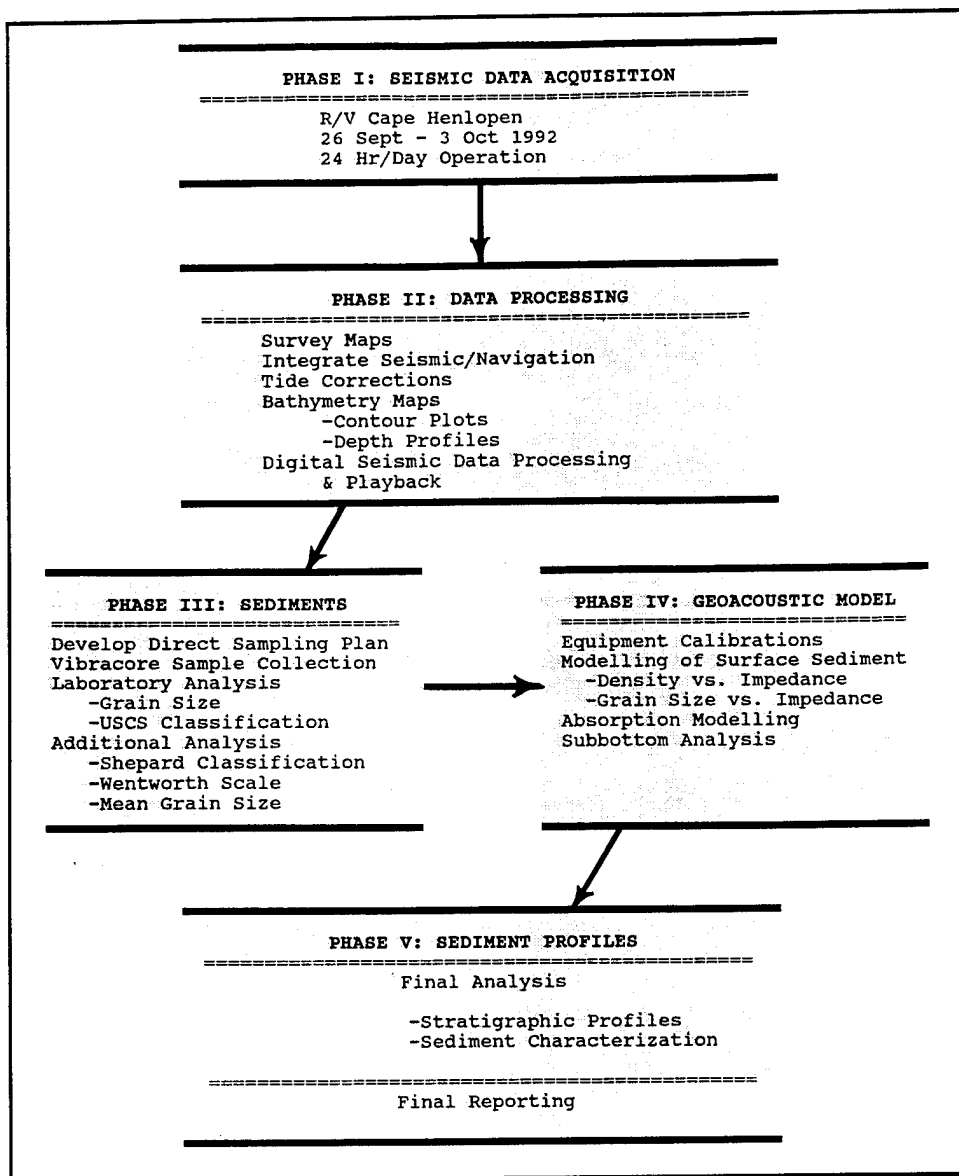 PHASE I: SEISMIC DATA ACQUISITION
==============================================
R/V Cape Henlopen
26 Sept - 3 Oct 1992
24 Hr/Day Operation
PHASE II: DATA PROCESSING
==============================================
Survey Maps
Integrate Seismic/Navigation
Tide Corrections
Bathymetry Maps
-Contour Plots
-Depth Profiles
Digital Seismic Data Processing
& Playback
PHASE III: SEDIMENTS
=============================
Develop Direct Sampling Plan
Vibracore Sample Collection
Laboratory Analysis
-Grain Size
-USCS Classification
Additional Analysis
-Shepard Classification
-Wentworth Scale
-Mean Grain Size
PHASE IV: GEOACOUSTIC MODEL
=============================
Equipment Calibrations
Modelling of Surface Sediment
-Density vs. Impedance
-Grain Size vs. Impedance
Absorption Modelling
Subbottom Analysis
PHASE V: SEDIMENT PROFILES
==============================================
Final Analysis
-Stratigraphic Profiles
-Sediment Characterization
==============================================
Final Reporting